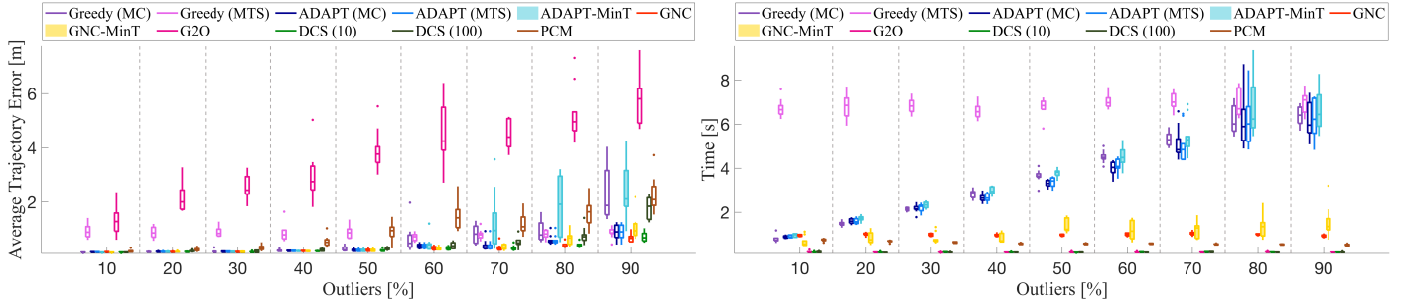 Greedy (MC) Greedy (MTS) ADAPT (MC) ADAPT (MTS) ADAPT-MinT GNC
GNC-MinT G2O DCS (10) DCS (100) PCM
Average Trajectory Error [m]
6
4
2
10 20 30 40 50 60 70 80 90
Outliers [%]
Greedy (MC) Greedy (MTS) ADAPT (MC) ADAPT (MTS) ADAPT-MinT GNC
GNC-MinT G2O DCS (10) DCS (100) PCM
Time [s]
8
6
4
2
10 20 30 40 50 60 70 80 90
Outliers [%]